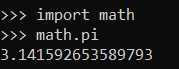 >>> import math
>>> math.pi
3.141592653589793